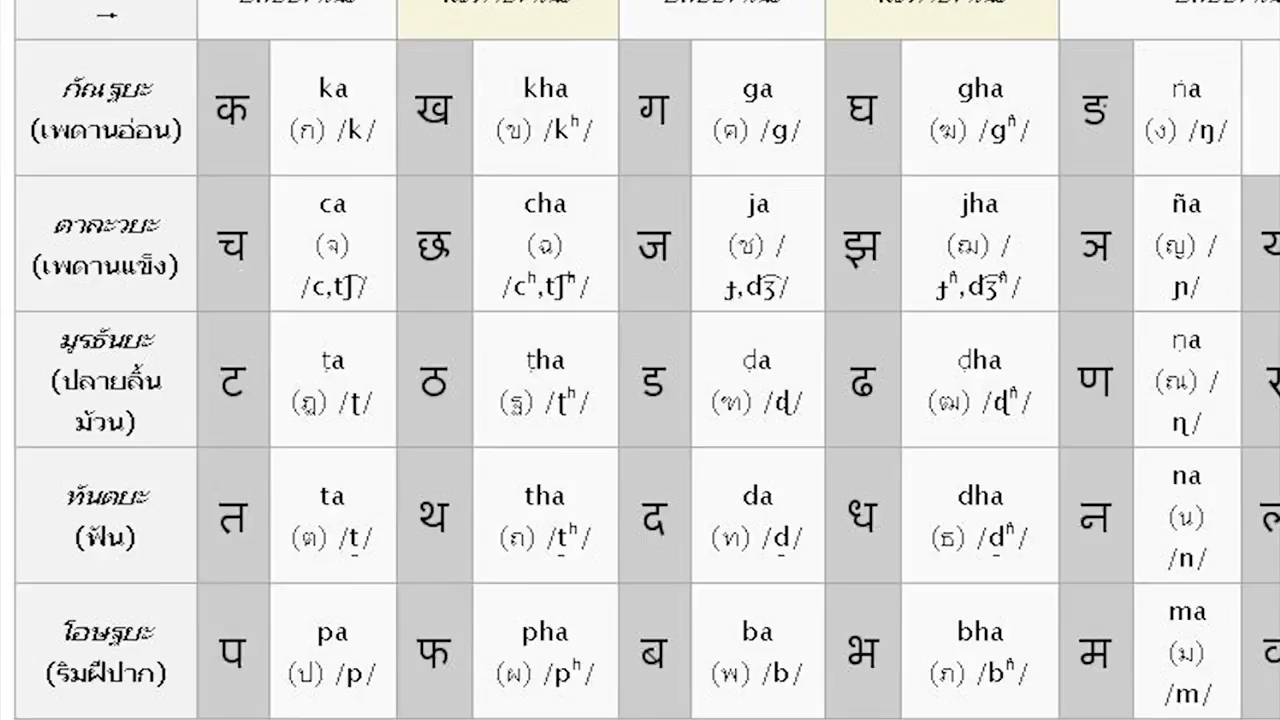 →
กัณฐยะ
(เพดานอ่อน)
क
ka
(ก) /k/
ख
kha
(ข) /kʰ/
ग
ga
(ค) /g/
घ
gha
(ฆ) /gʱ/
ङ
ṅa
(ง) /ŋ/
ตาละวยะ
(เพดานแข็ง)
च
ca
(จ)
/c,t͡ʃ/
छ
cha
(ฉ)
/cʰ,t͡ʃʰ/
ज
ja
(ช) /
ɟ,d͡ʒ/
झ
jha
(ฌ) /
ɟʱ,d͡ʒʱ/
ञ
ña
(ญ) /
ɲ/
มูรธันยะ
(ปลายลิ้น
ม้วน)
ट
ṭa
(ฏ) /ʈ/
ठ
ṭha
(ฐ) /ʈʰ/
ड
ḍa
(ฑ) /ɖ/
ढ
ḍha
(ฒ) /ɖʱ/
ण
ṇa
(ณ) /
ɳ/
ทันตยะ
(ฟัน)
त
ta
(ต) /t̪/
थ
tha
(ถ) /t̪ʰ/
द
da
(ท) /d̪/
ध
dha
(ธ) /d̪ʱ/
न
na
(น)
/n/
โอษฐยะ
(ริมฝีปาก)
प
pa
(ป) /p/
फ
pha
(ผ) /pʰ/
ब
ba
(พ) /b/
भ
bha
(ภ) /bʱ/
म
ma
(ม)
/m/